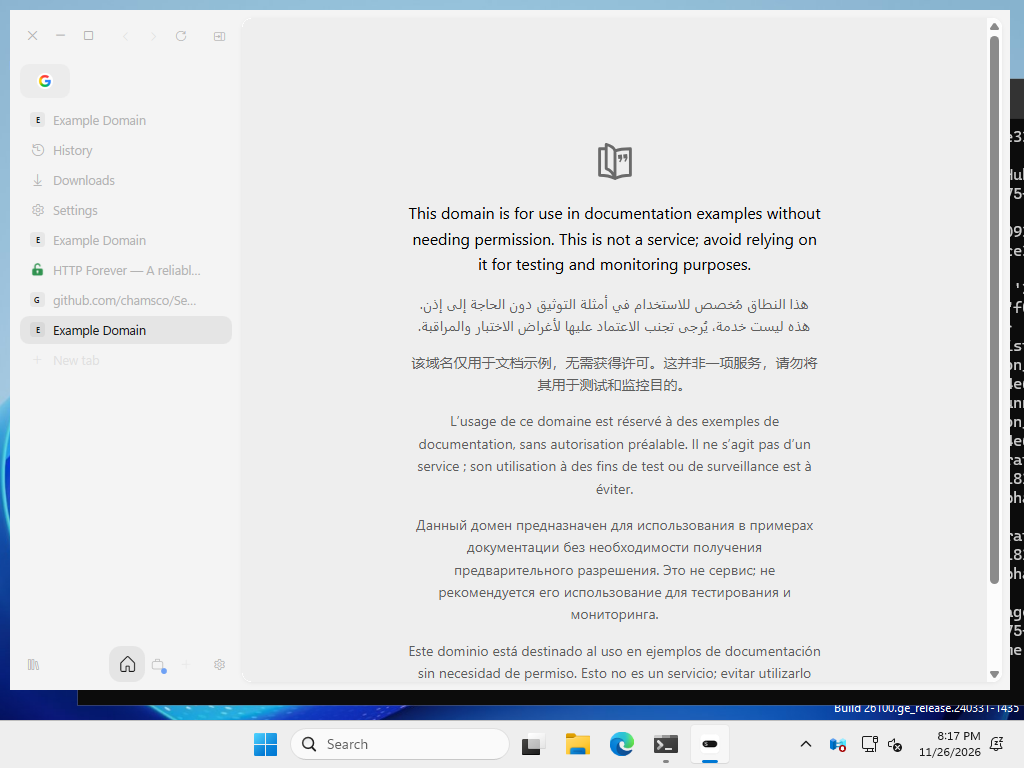 E Example Domain
History
Downloads
Settings
E Example Domain
HTTP Forever — A reliabl...
G github.com/chamsco/Se...
E Example Domain
New tab
This domain is for use in documentation examples without
needing permission. This is not a service; avoid relying on
it for testing and monitoring purposes.
هذا النطاق مُخصص للاستخدام في أمثلة التوثيق دون الحاجة إلى إذن.
هذه ليست خدمة، يُرجى تجنب الاعتماد عليها لأغراض الاختبار والمراقبة.
该域名仅用于文档示例，无需获得许可。这并非一项服务，请勿将
其用于测试和监控目的。
L’usage de ce domaine est réservé à des exemples de
documentation, sans autorisation préalable. Il ne s’agit pas d’un
service ; son utilisation à des fins de test ou de surveillance est à
éviter.
Данный домен предназначен для использования в примерах
документации без необходимости получения
предварительного разрешения. Это не сервис; не
рекомендуется его использование для тестирования и
мониторинга.
Este dominio está destinado al uso en ejemplos de documentación
sin necesidad de permiso. Esto no es un servicio; evitar utilizarlo
Build 26100.ge_release.240331-1435
Search
8:17 PM
11/26/2026